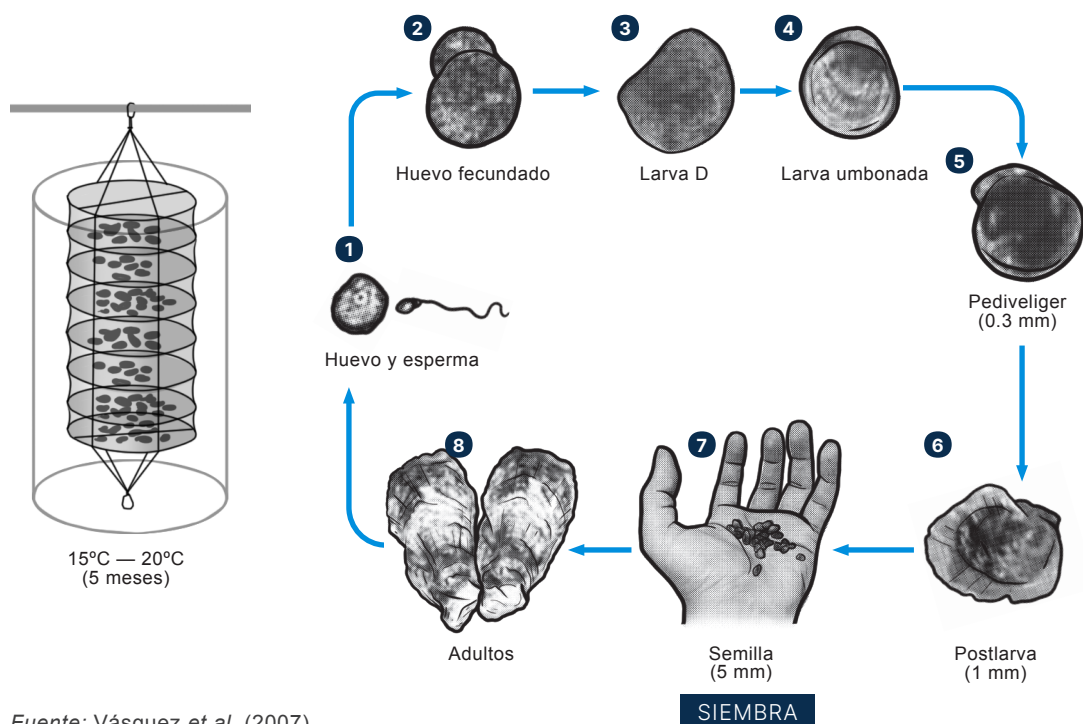 2
3
4
Huevo fecundado
Larva D
Larva umbonada
5
Pediveliger
(0.3 mm)
1
Huevo y esperma
15ºC — 20ºC
(5 meses)
8
Adultos
7
Semilla
(5 mm)
SIEMBRA
6
Postlarva
(1 mm)
Fuente: Vásquez et al. (2007)